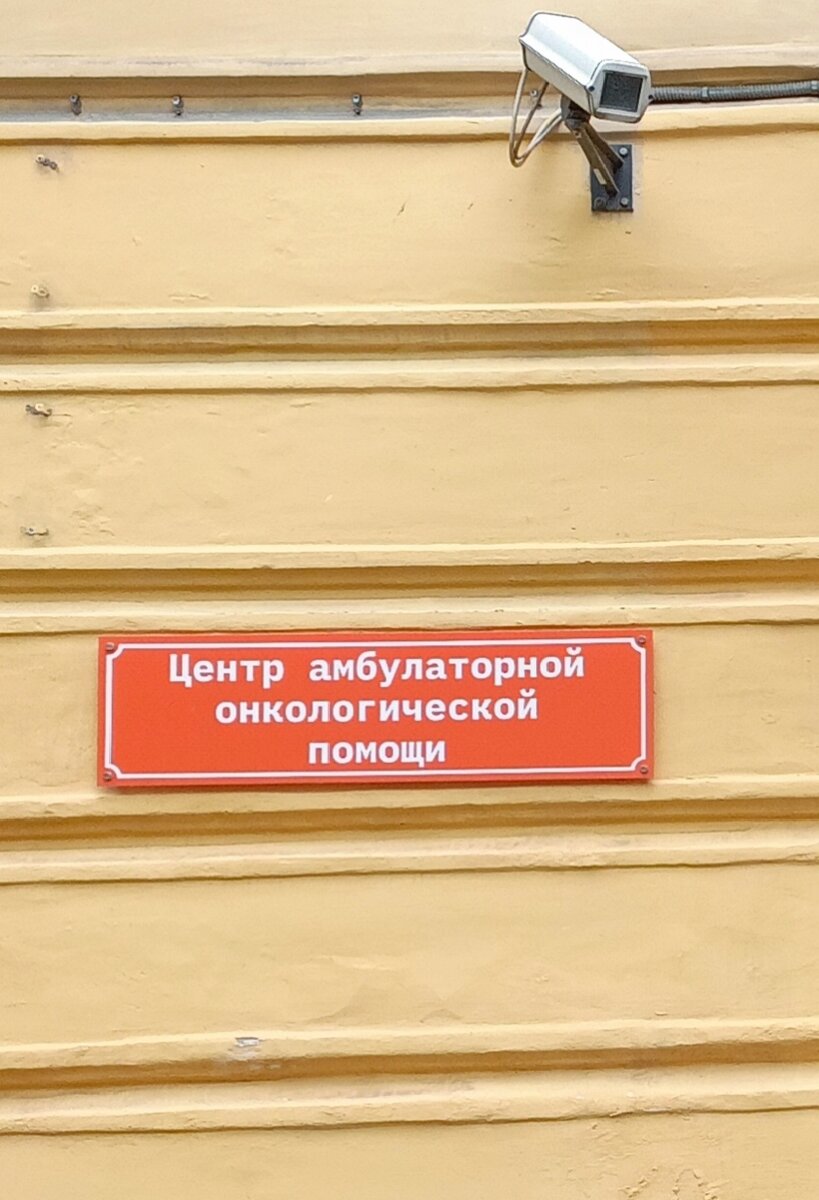 Центр амбулаторной
онкологической
помощи